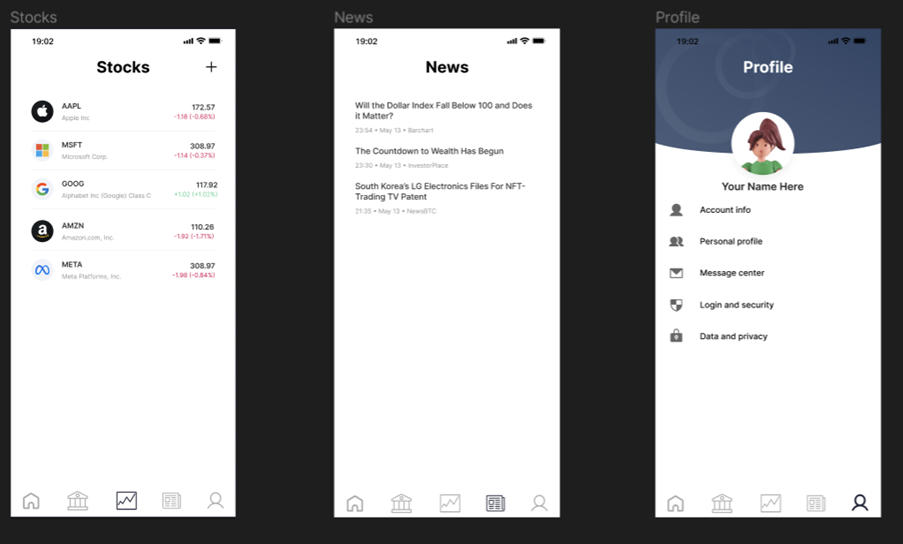 Stocks
19:02
Stocks
+
AAPL
172.57
Apple Inc
-1.18 (-0.68%)
MSFT
308.97
Microsoft Corp.
-1.14 (-0.37%)
GOOG
117.92
Alphabet Inc (Google) Class C
+1.02 (+1.02%)
AMZN
110.26
Amazon.com, Inc.
-1.92 (-1.71%)
META
308.97
Meta Platforms, Inc.
-1.98 (-0.84%)
News
19:02
News
Will the Dollar Index Fall Below 100 and Does
it Matter?
23:54 • May 13 • Barchart
The Countdown to Wealth Has Begun
23:30 • May 13 • InvestorPlace
South Korea's LG Electronics Files For NFT-
Trading TV Patent
21:35 • May 13 • NewsBTC
Profile
19:02
Profile
Your Name Here
Account info
Personal profile
Message center
Login and security
Data and privacy